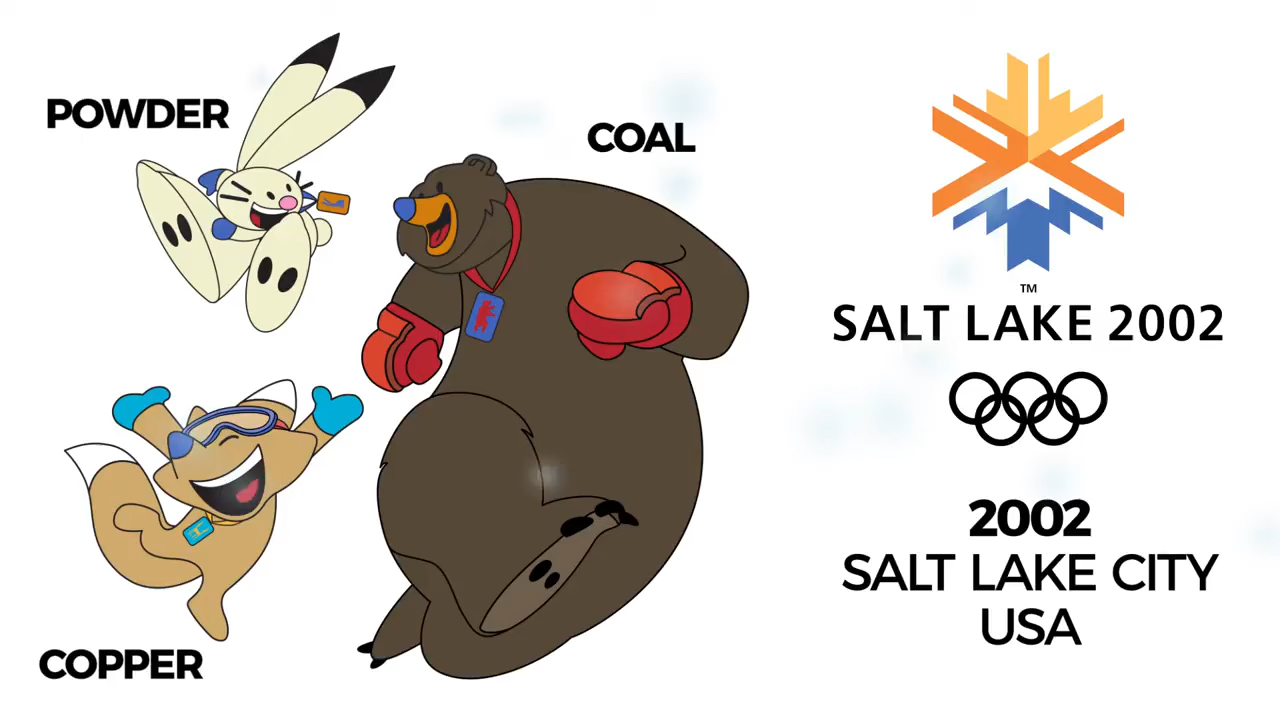 POWDER
COAL
COPPER
TM
SALT LAKE 2002
2002
SALT LAKE CITY
USA